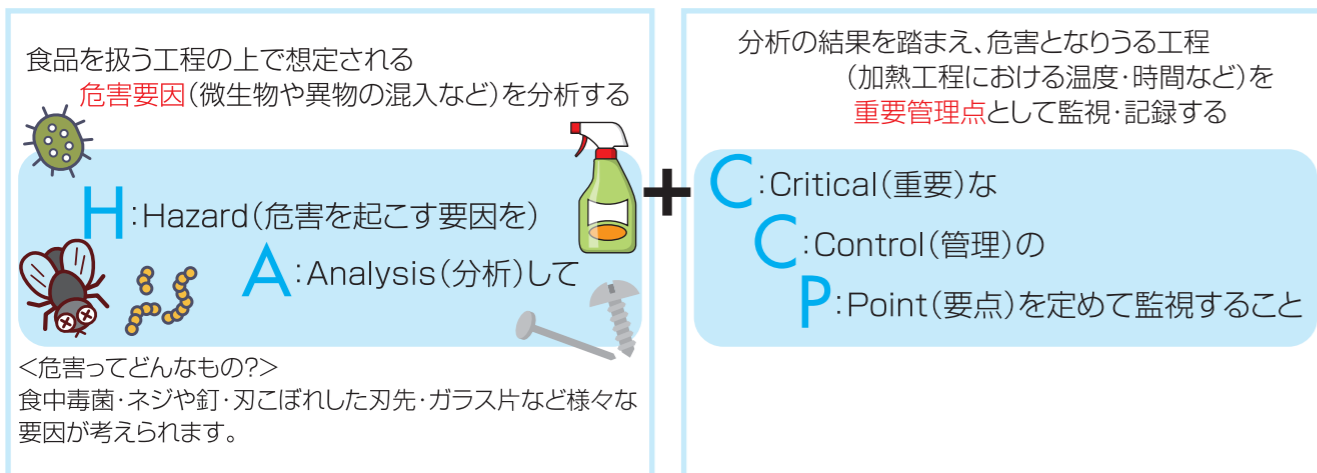 食品を扱う工程の上で想定される
危害要因(微生物や異物の混入など)を分析する
H:Hazard(危害を起こす要因を)
A:Analysis(分析)して
<危害ってどんなもの?>
食中毒菌・ネジや釘・刃こぼれした刃先・ガラス片など様々な
要因が考えられます。
+
分析の結果を踏まえ、危害となりうる工程
(加熱工程における温度・時間など)を
重要管理点として監視・記録する
C:Critical(重要)な
C:Control(管理)の
P:Point(要点)を定めて監視すること